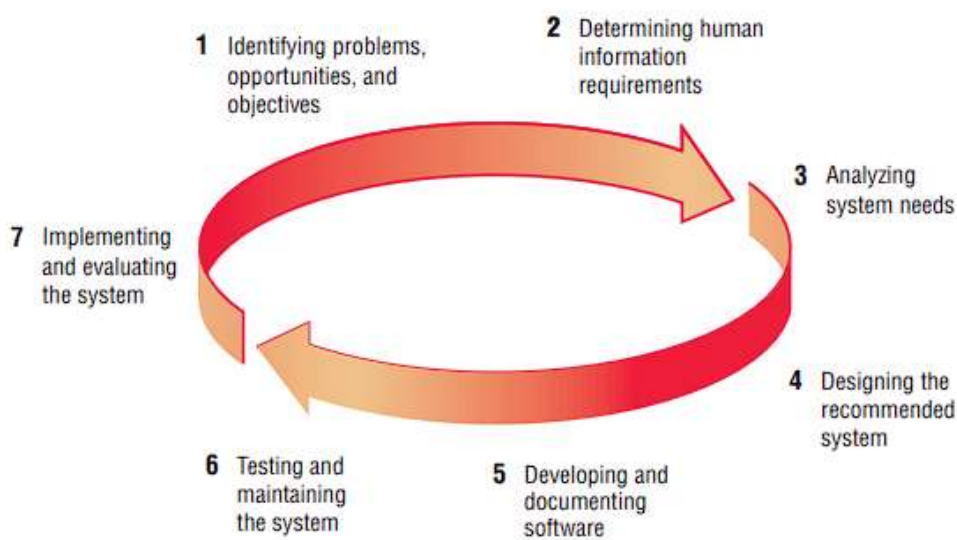 1 Identifying problems,
opportunities, and
objectives
2 Determining human
information
requirements
3 Analyzing
system needs
4 Designing the
recommended
system
5 Developing and
documenting
software
6 Testing and
maintaining
the system
7 Implementing
and evaluating
the system